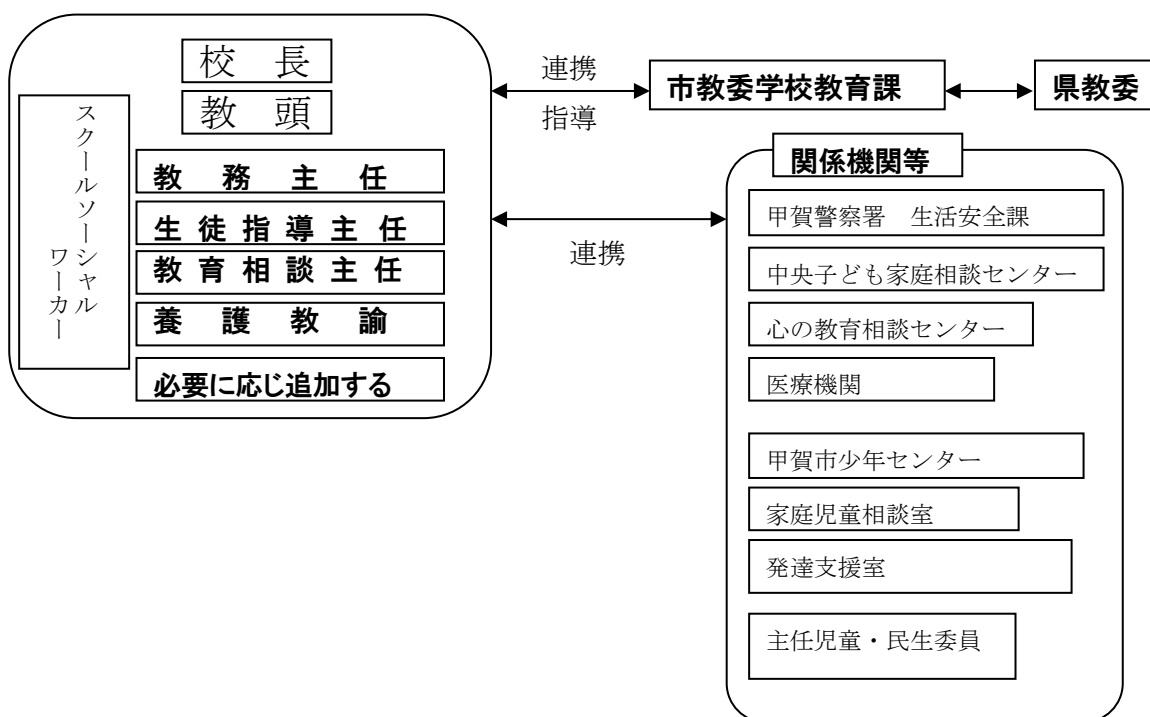 校　長
教　頭
スクールソーシャル
ワーカー
教　務　主　任
生 徒 指 導 主 任
教 育 相 談 主 任
養　護　教　諭
必要に応じ追加する
連携
指導
市教委学校教育課
県教委
連携
関係機関等
甲賀警察署　生活安全課
中央子ども家庭相談センター
心の教育相談センター
医療機関
甲賀市少年センター
家庭児童相談室
発達支援室
主任児童・民生委員